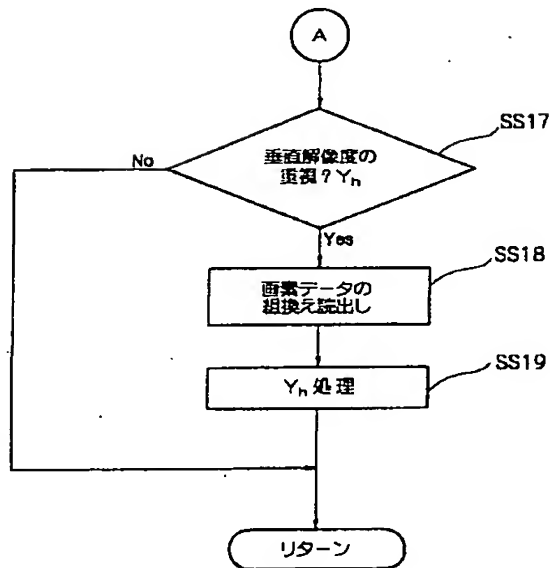 A
SS17
垂直解像度の
重視?Yh
No
Yes
SS18
画素データの
組換え読出し
SS19
Yh 処理
リターン